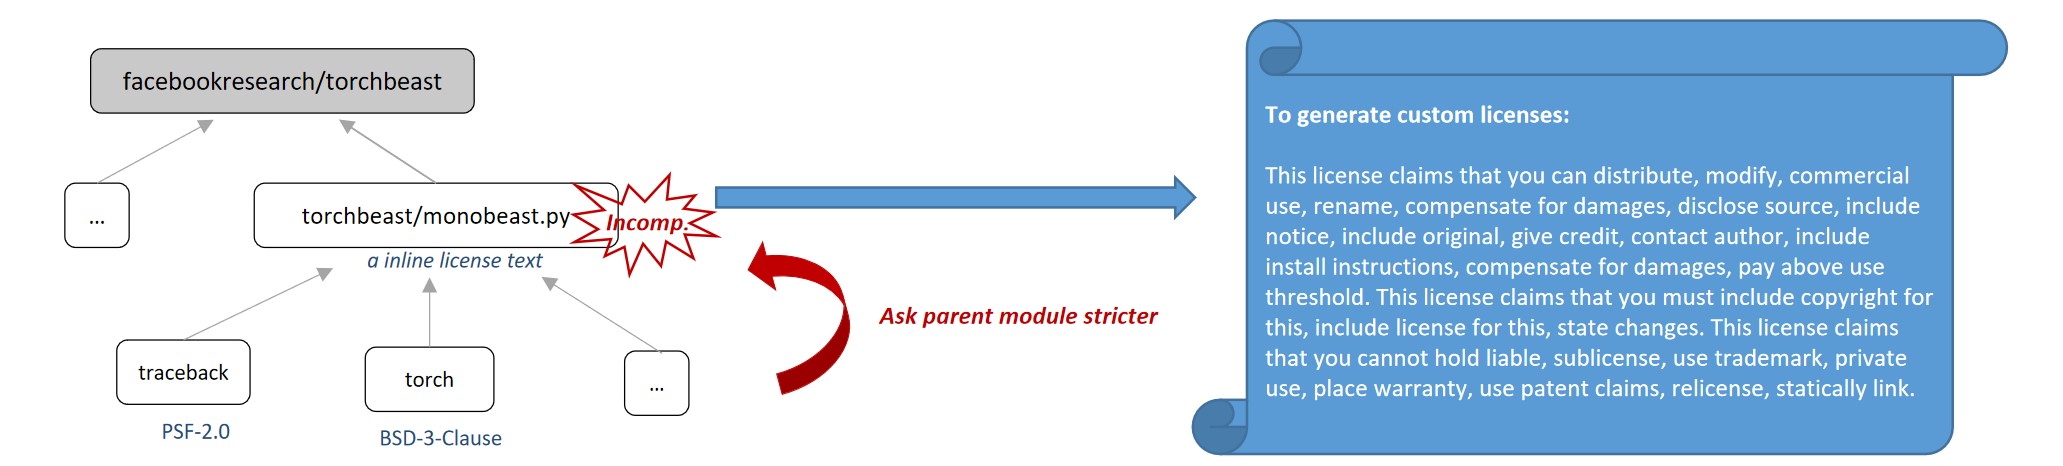 facebookresearch/torchbeast
...
torchbeast/monobeast.py
Incomp.
a inline license text
traceback
torch
...
PSF-2.0
BSD-3-Clause
Ask parent module stricter
To generate custom licenses:
This license claims that you can distribute, modify, commercial
use, rename, compensate for damages, disclose source, include
notice, include original, give credit, contact author, include
install instructions, compensate for damages, pay above use
threshold. This license claims that you must include copyright for
this, include license for this, state changes. This license claims
that you cannot hold liable, sublicense, use trademark, private
use, place warranty, use patent claims, relicense, statically link.